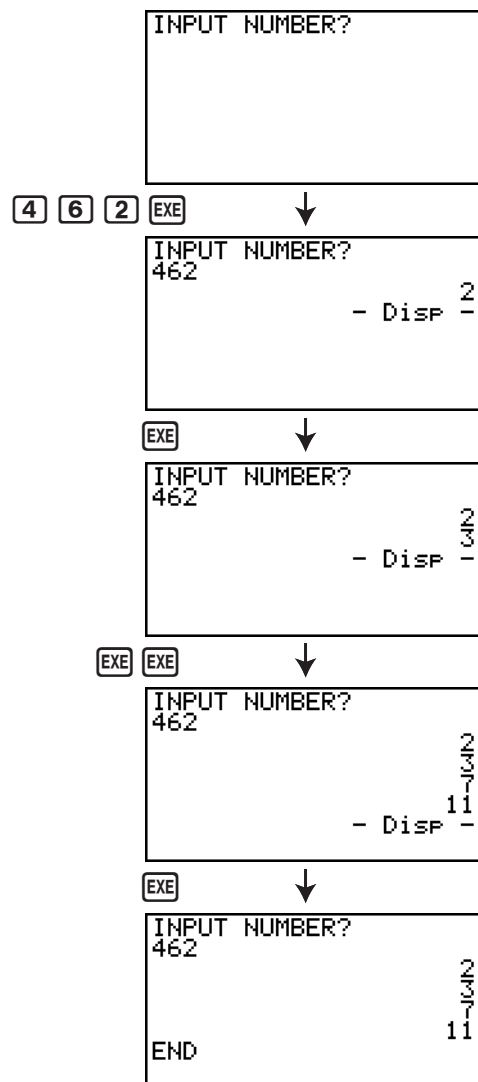 INPUT NUMBER?
4 6 2 EXE
INPUT NUMBER?
462
2
- Disp -
EXE
INPUT NUMBER?
462
2
3
- Disp -
EXE EXE
INPUT NUMBER?
462
2
3
7
11
- Disp -
EXE
INPUT NUMBER?
462
2
3
7
11
END